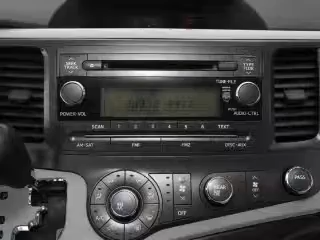 SEEK TRACK
TYPE TUNE
TUNE·FILE
POWER·VOL
AUDIO·CTRL
SCAN 1 2 3 4 5 6 TEXT
AM·SAT FM1 FM2 DISC·AUX
OFF
REAR
PASS